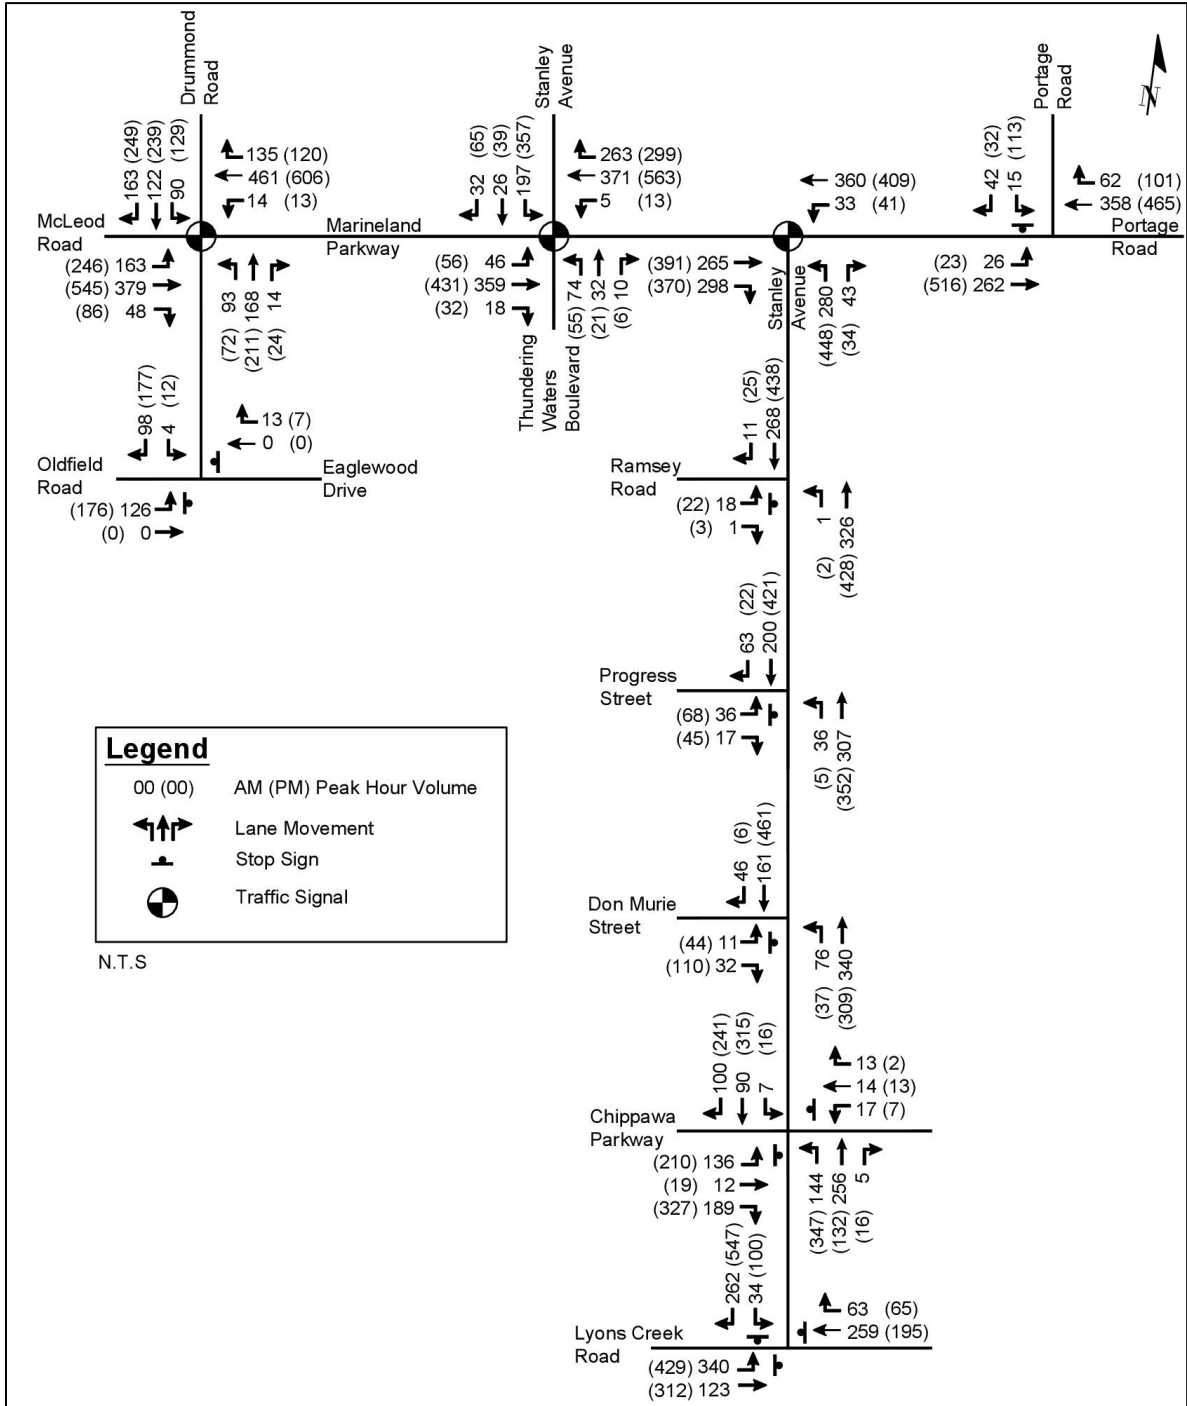 Drummond
Road
163 (249)
122 (239)
90 (129)
135 (120)
461 (606)
14 (13)
McLeod
Road
(246) 163
(545) 379
(86) 48
(72) 93
(211) 168
(24) 14
Marineland
Parkway
Stanley
Avenue
32 (65)
26 (39)
197 (357)
263 (299)
371 (563)
5 (13)
(56) 46
(431) 359
(32) 18
Thundering
Waters
Boulevard
(55) 74
(21) 32
(6) 10
360 (409)
33 (41)
(391) 265
(370) 298
Stanley
Avenue
(448) 280
(34) 43
Portage
Road
42 (32)
15 (113)
62 (101)
358 (465)
Portage
Road
(23) 26
(516) 262
N
98 (177)
4 (12)
13 (7)
0 (0)
Oldfield
Road
Eaglewood
Drive
(176) 126
(0) 0
11 (25)
268 (438)
Ramsey
Road
(22) 18
(3) 1
(2) 1
(428) 326
63 (22)
200 (421)
Progress
Street
(68) 36
(45) 17
(5) 36
(352) 307
46 (6)
161 (461)
Don Murie
Street
(44) 11
(110) 32
(37) 76
(309) 340
100 (241)
90 (315)
7 (16)
13 (2)
14 (13)
17 (7)
Chippawa
Parkway
(210) 136
(19) 12
(327) 189
(347) 144
(132) 256
(16) 5
262 (547)
34 (100)
63 (65)
259 (195)
Lyons Creek
Road
(429) 340
(312) 123
Legend
00 (00) AM (PM) Peak Hour Volume
Lane Movement
Stop Sign
Traffic Signal
N.T.S